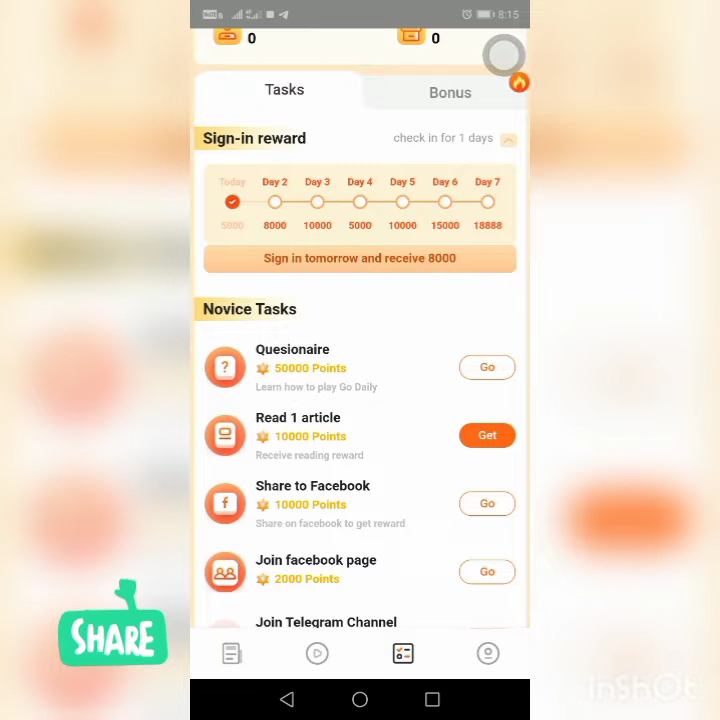 8:15
0
0
Tasks
Bonus
Sign-in reward
check in for 1 days
Today Day 2 Day 3 Day 4 Day 5 Day 6 Day 7
5000 8000 10000 5000 10000 15000 18888
Sign in tomorrow and receive 8000
Novice Tasks
Quesionaire
50000 Points
Learn how to play Go Daily
Go
Read 1 article
10000 Points
Receive reading reward
Get
Share to Facebook
10000 Points
Share on facebook to get reward
Go
Join facebook page
2000 Points
Go
Join Telegram Channel
SHARE
InShOt